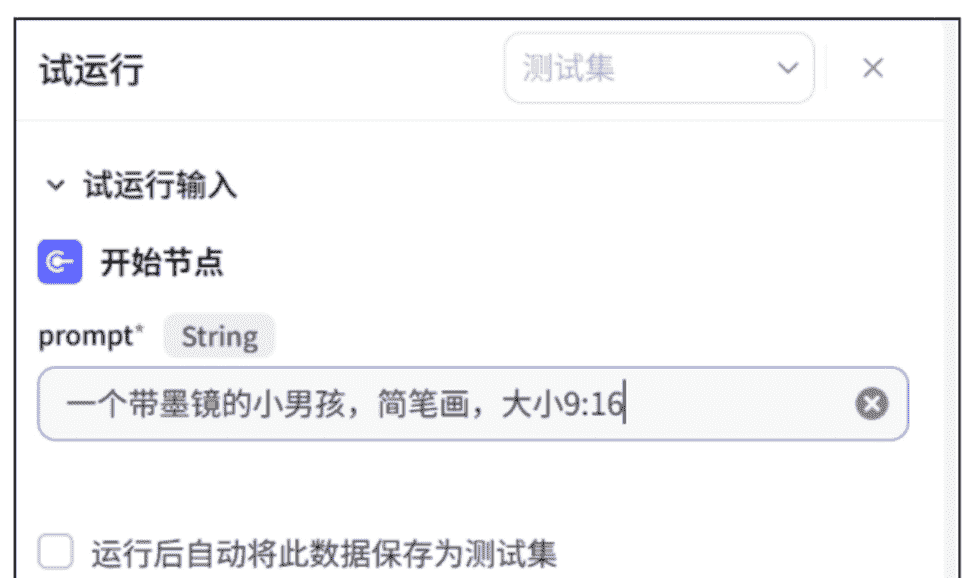 试运行 测试集
试运行输入
开始节点
prompt* String
一个带墨镜的小男孩，简笔画，大小9:16
运行后自动将此数据保存为测试集